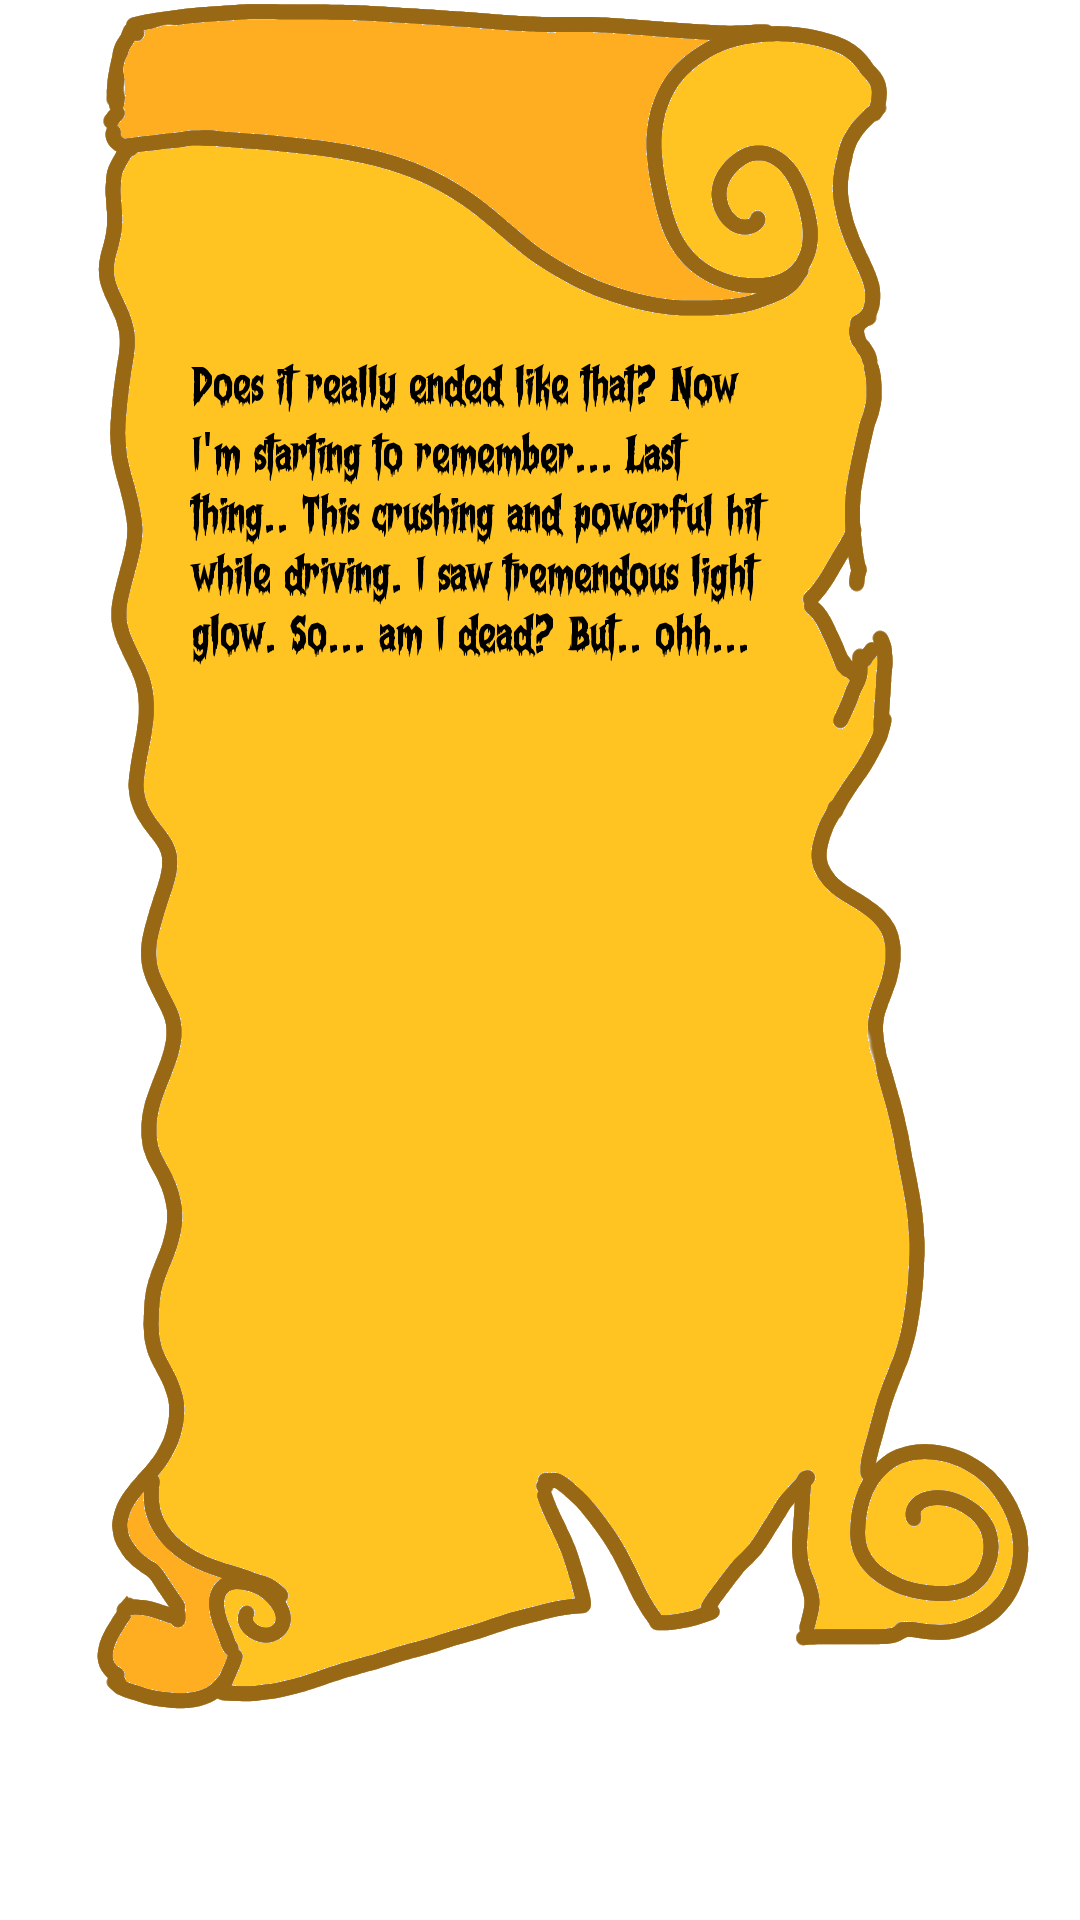 Does it really ended like that? Now
I'm starting to remember... Last
thing.. This crushing and powerful hit
while driving. I saw tremendous light
glow. So... am I dead? But.. ohh...